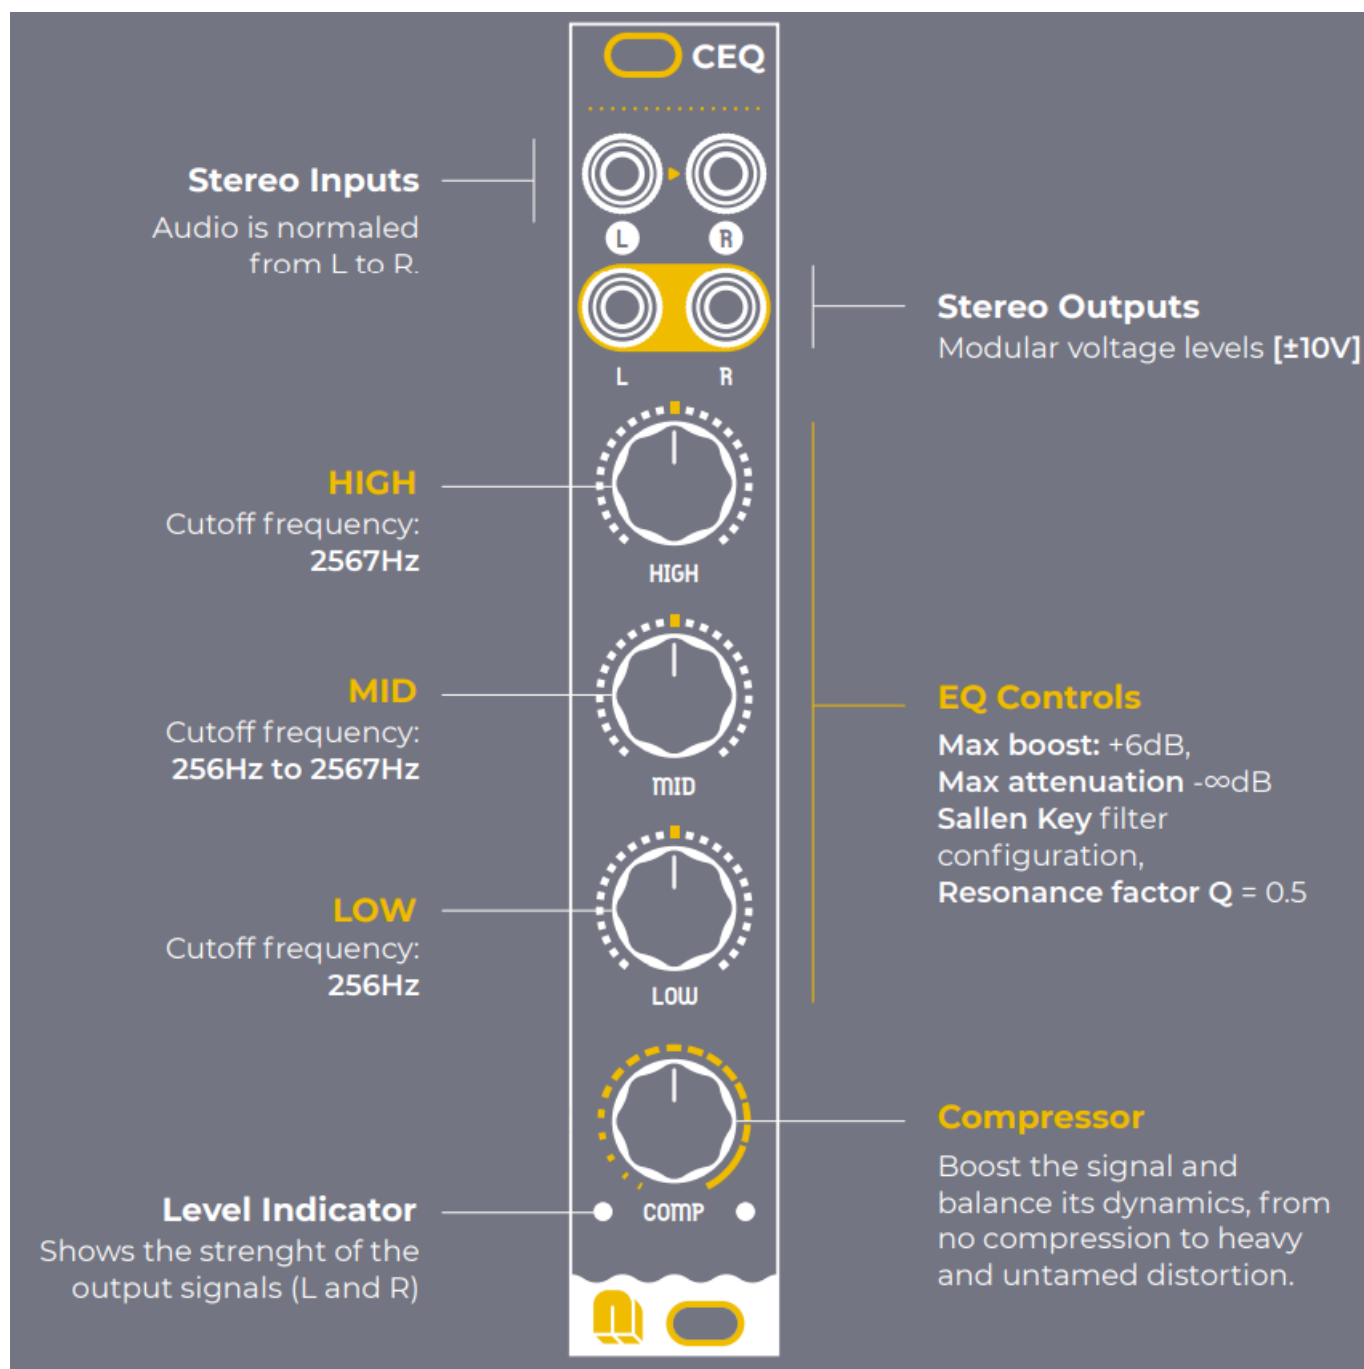 CEQ
Stereo Inputs
Audio is normaled
from L to R.
L
R
Stereo Outputs
Modular voltage levels [±10V]
L
R
HIGH
Cutoff frequency:
2567Hz
HIGH
MID
Cutoff frequency:
256Hz to 2567Hz
MID
EQ Controls
Max boost: +6dB,
Max attenuation -∞dB
Sallen Key filter
configuration,
Resonance factor Q = 0.5
LOW
Cutoff frequency:
256Hz
LOW
Compressor
Boost the signal and
balance its dynamics, from
no compression to heavy
and untamed distortion.
Level Indicator
Shows the strenght of the
output signals (L and R)
COMP